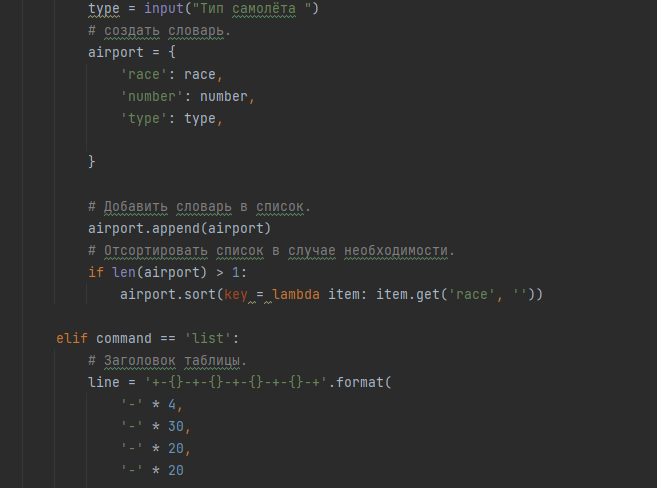 type = input("Тип самолёта ")
# создать словарь.
airport = {
'race': race,
'number': number,
'type': type,
}
# Добавить словарь в список.
airport.append(airport)
# Отсортировать список в случае необходимости.
if len(airport) > 1:
airport.sort(key = lambda item: item.get('race', ''))
elif command == 'list':
# Заголовок таблицы.
line = '+-{}-+-{}-+-{}-+-{}-+'.format(
'-' * 4,
'-' * 30,
'-' * 20,
'-' * 20